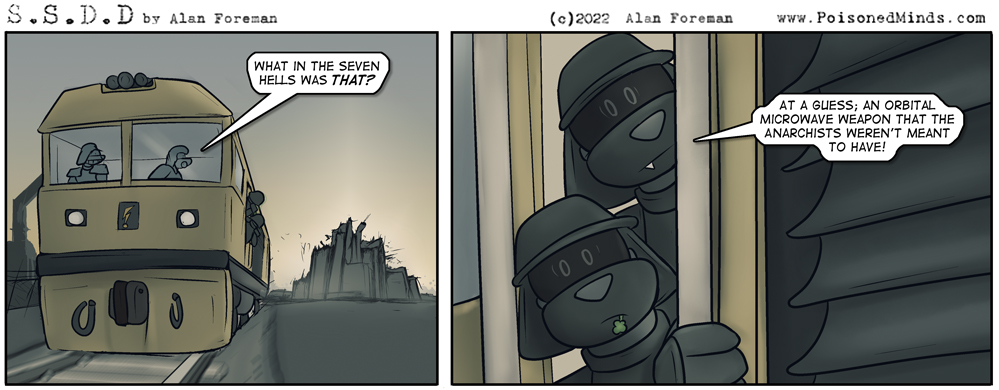 S.S.D.D by Alan Foreman
(c)2022 Alan Foreman
www.PoisonedMinds.com
WHAT IN THE SEVEN
HELLS WAS THAT?
AT A GUESS; AN ORBITAL
MICROWAVE WEAPON THAT THE
ANARCHISTS WEREN'T MEANT
TO HAVE!